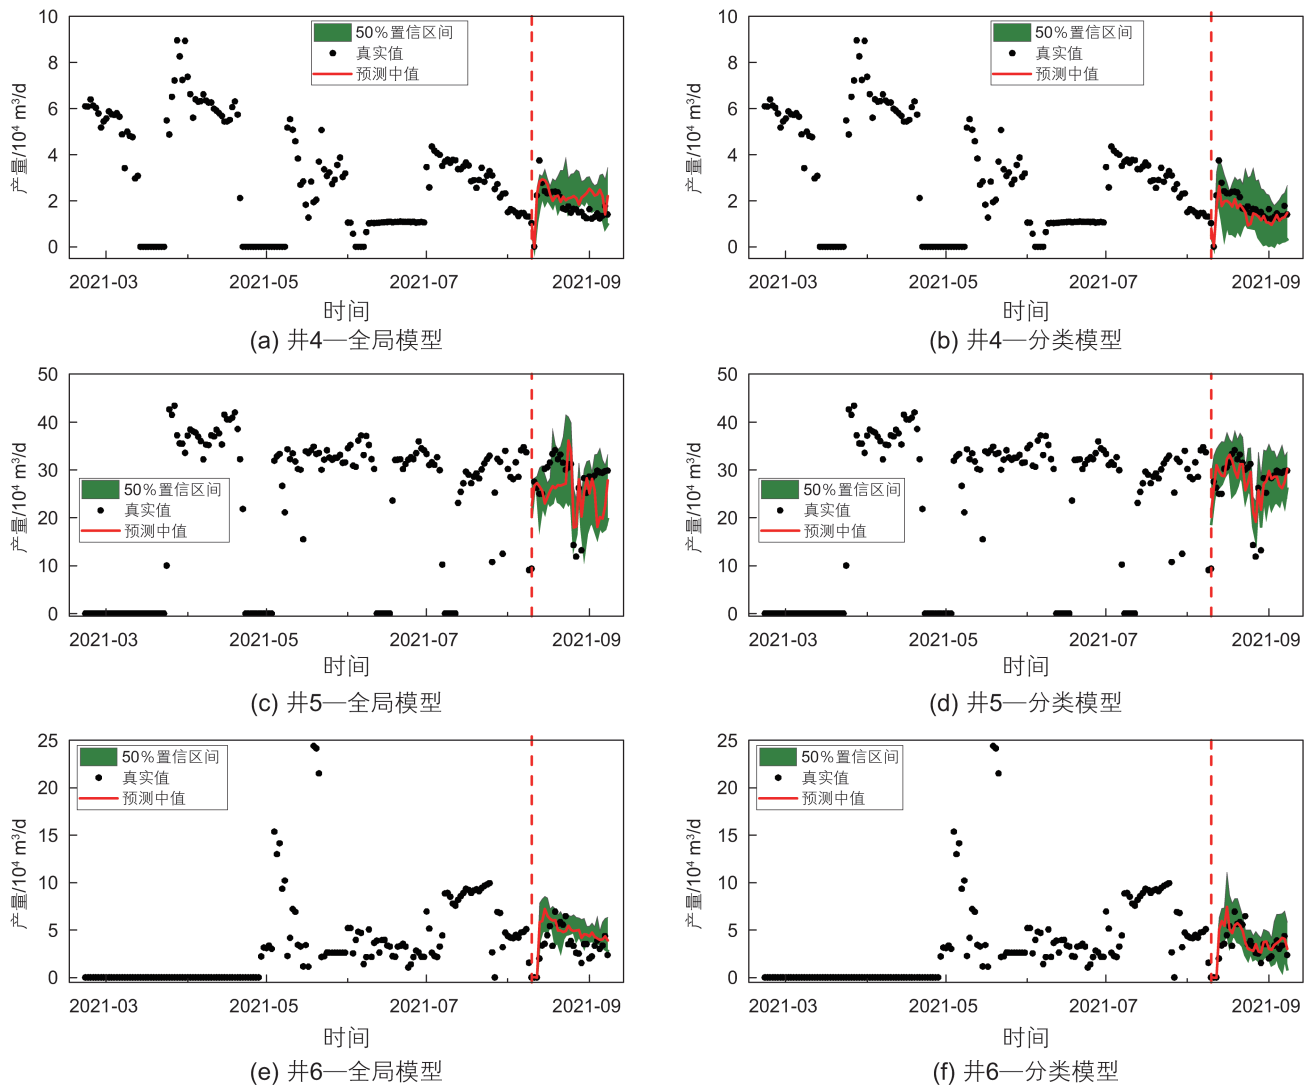 10
8
6
4
2
0
产量/10⁴ m³/d
50%置信区间
真实值
预测中值
2021-03
2021-05
2021-07
2021-09
时间
(a) 井4—全局模型
10
8
6
4
2
0
产量/10⁴ m³/d
50%置信区间
真实值
预测中值
2021-03
2021-05
2021-07
2021-09
时间
(b) 井4—分类模型
50
40
30
20
10
0
产量/10⁴ m³/d
50%置信区间
真实值
预测中值
2021-03
2021-05
2021-07
2021-09
时间
(c) 井5—全局模型
50
40
30
20
10
0
产量/10⁴ m³/d
50%置信区间
真实值
预测中值
2021-03
2021-05
2021-07
2021-09
时间
(d) 井5—分类模型
25
20
15
10
5
0
产量/10⁴ m³/d
50%置信区间
真实值
预测中值
2021-03
2021-05
2021-07
2021-09
时间
(e) 井6—全局模型
25
20
15
10
5
0
产量/10⁴ m³/d
50%置信区间
真实值
预测中值
2021-03
2021-05
2021-07
2021-09
时间
(f) 井6—分类模型